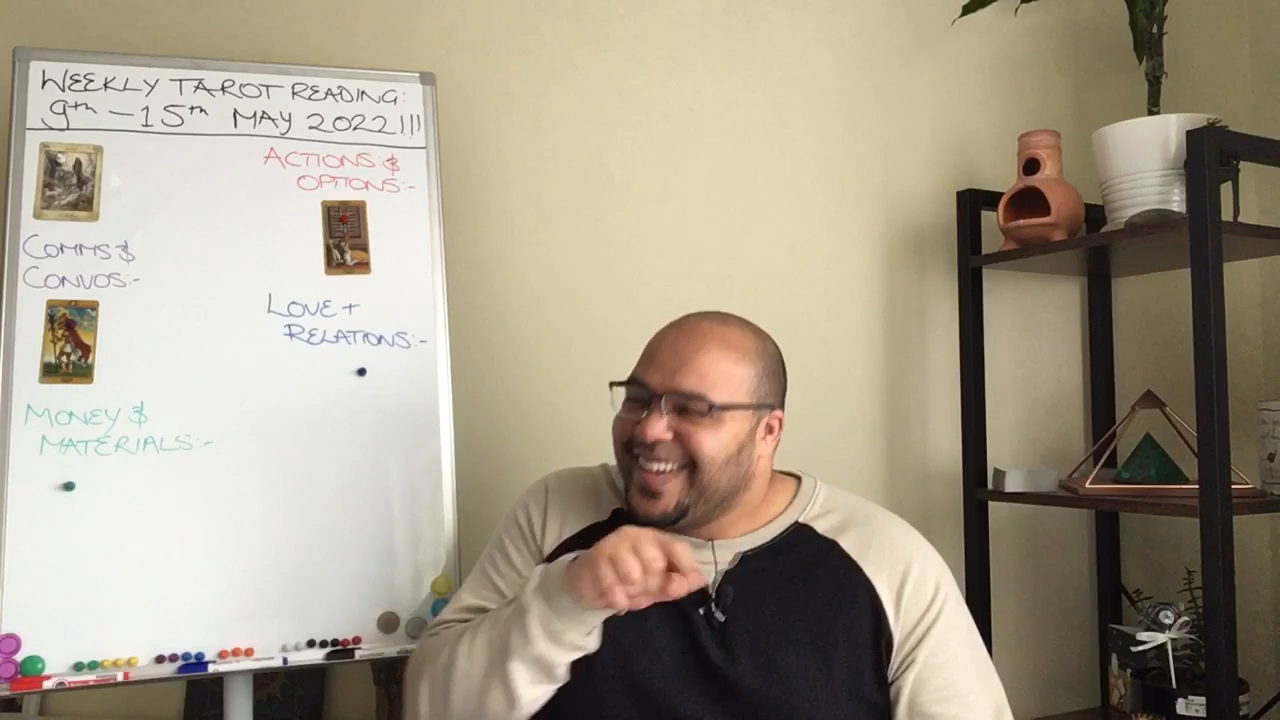 WEEKLY TAROT READING:
9th - 15th MAY 2022!!!
ACTIONS &
OPTIONS:-
COMMS &
CONVOS:-
LOVE +
RELATIONS:-
MONEY &
MATERIALS:-